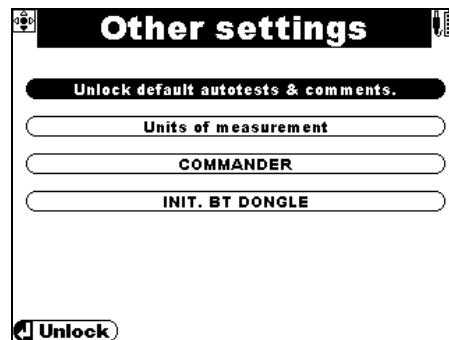 Other settings
Unlock default autotests & comments.
Units of measurement
COMMANDER
INIT. BT DONGLE
Unlock